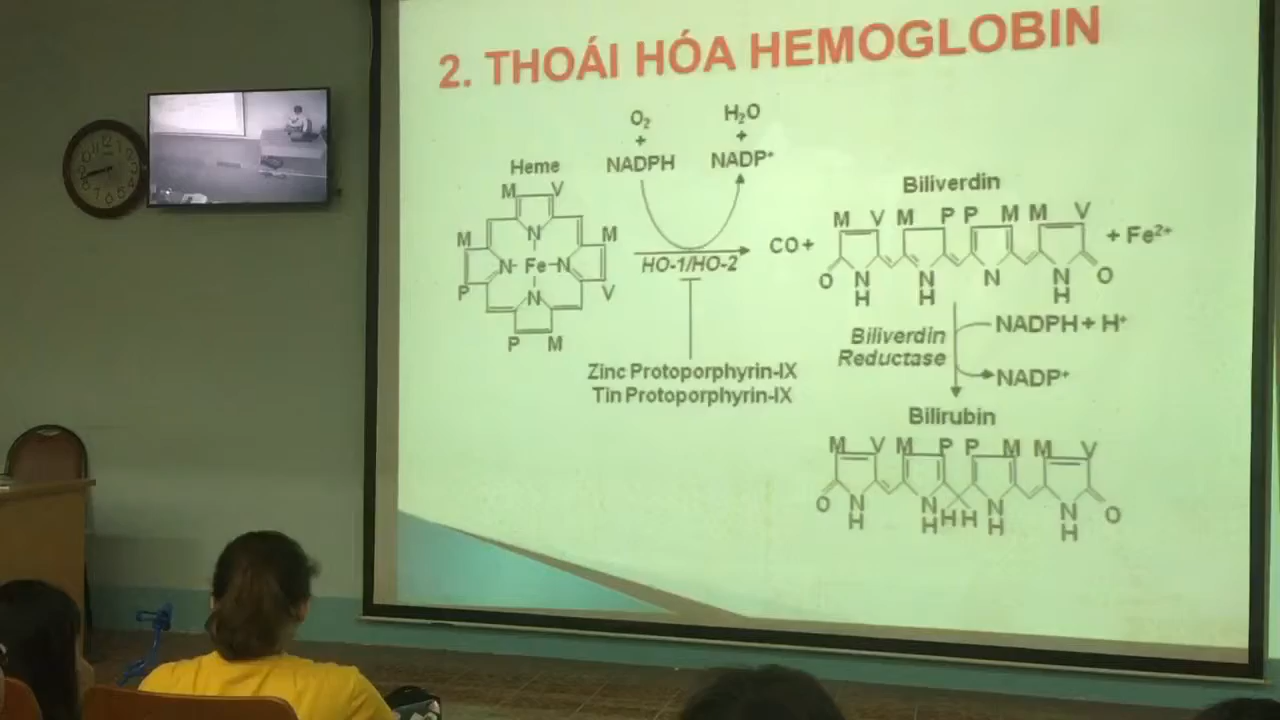 2. THOÁI HÓA HEMOGLOBIN
O₂ H₂O
+ +
NADPH NADP⁺
Heme
M V
M N M
N- Fe-N
P N V
P M
HO-1/HO-2
Zinc Protoporphyrin-IX
Tin Protoporphyrin-IX
Biliverdin
M V M P P M M V
CO+ + Fe²⁺
O N N N N O
H H H
Biliverdin
Reductase
NADPH + H⁺
NADP⁺
Bilirubin
M V M P P M M V
O N N N N O
H H H H H H